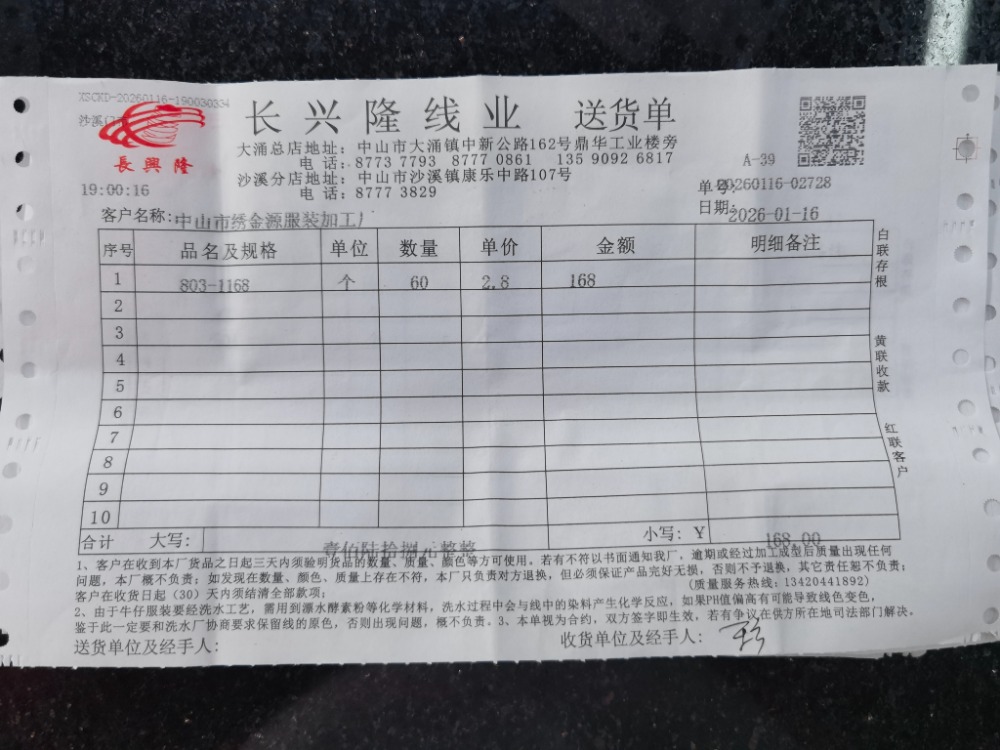 XSCKD-20260116-190030334
沙溪
長興隆
长兴隆线业 送货单
大涌总店地址：中山市大涌镇中新公路162号鼎华工业楼旁
电 话：8773 7793 8777 0861 135 9092 6817
A-39
沙溪分店地址：中山市沙溪镇康乐中路107号
电 话：8777 3829
19:00:16
单号：20260116-02728
日期：2026-01-16
客户名称：中山市绣金源服装加工厂
序号 品名及规格 单位 数量 单价 金额 明细备注
1 803-1168 个 60 2.8 168
2
3
4
5
6
7
8
9
10
合计 大写： 壹佰陆拾捌元整整 小写：Y 168.00
白联存根
黄联收款
红联客户
1、客户在收到本厂货品之日起三天内须验明货品的数量、质量、颜色等方可使用。若有不符以书面通知我厂，逾期或经过加工成型后质量出现任何
问题，本厂概不负责；如发现在数量、颜色、质量上存在不符，本厂只负责对方退换，但必须保证产品完好无损，否则不予退换，其它责任恕不负责；
客户在收货日起（30）天内须结清全部款项； (质量服务热线：13420441892)
2、由于牛仔服装要经洗水工艺，需用到漂水酵素粉等化学材料，洗水过程中会与线中的染料产生化学反应，如果PH值偏高有可能导致线色变色，
鉴于此一定要和洗水厂协商要求保留线的原色，否则出现问题，概不负责。3、本单视为合约，双方签字即生效，若有争议在供方所在地司法部门解决。
送货单位及经手人： 收货单位及经手人：